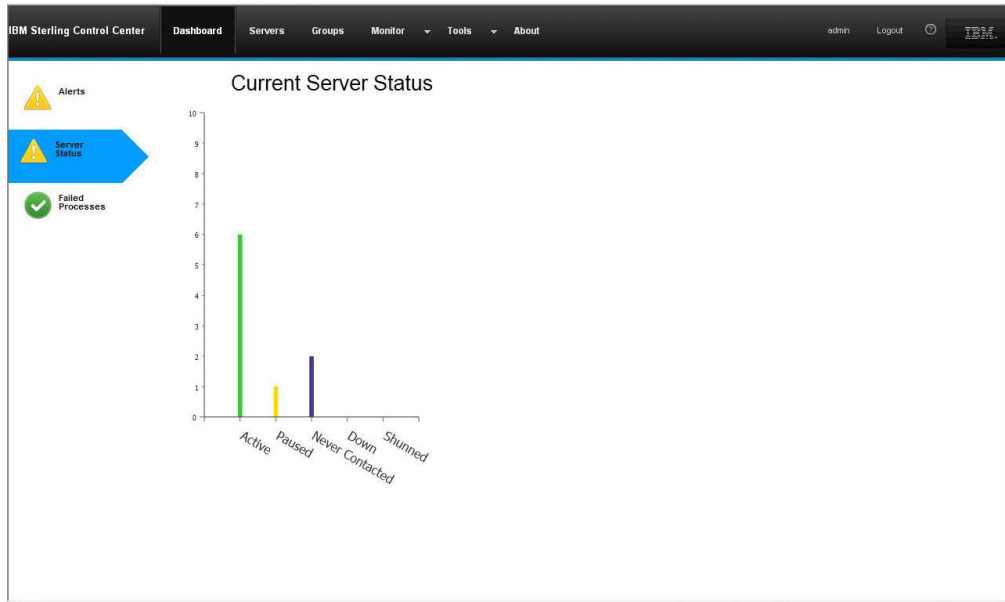 IBM Sterling Control Center Dashboard Servers Groups Monitor Tools About admin Logout ? IBM.
Alerts
Server
Status
Failed
Processes
Current Server Status
10
9
8
7
6
5
4
3
2
1
0
Active
Paused
Never Contacted
Down
Shunned